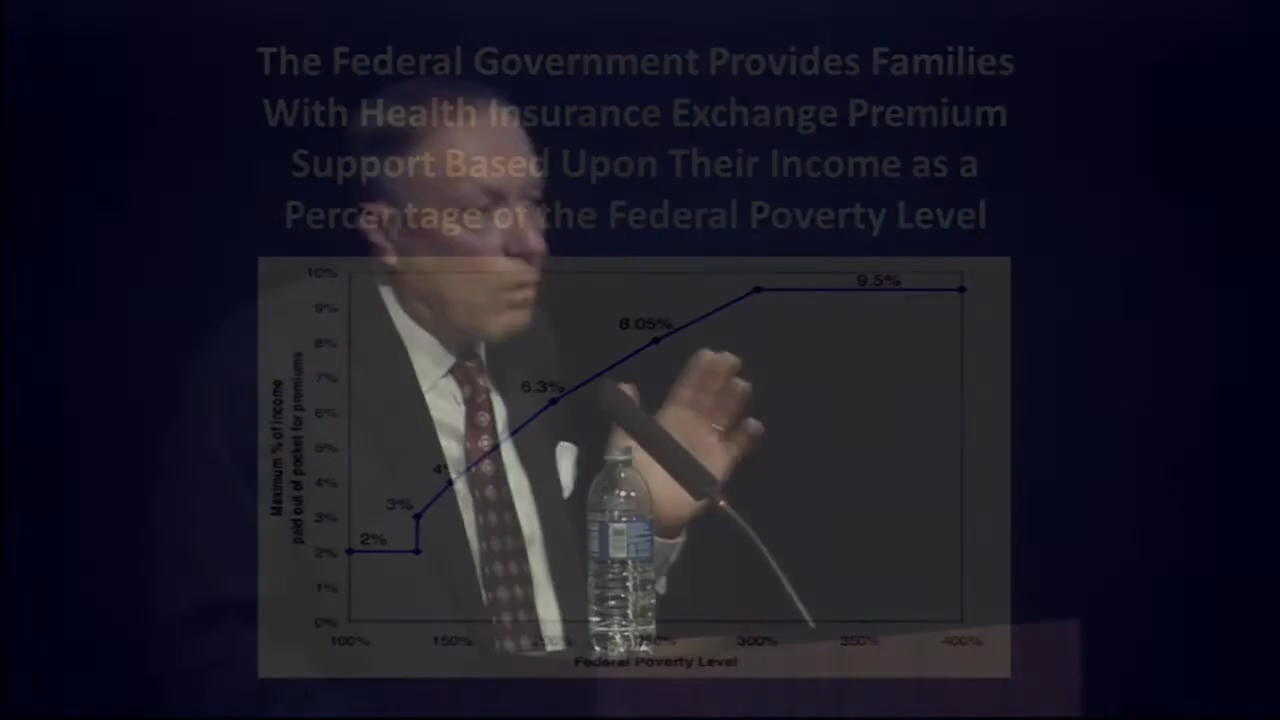 The Federal Government Provides Families
With Health Insurance Exchange Premium
Support Based Upon Their Income as a
Percentage of the Federal Poverty Level
10%
9.5%
9%
8.05%
8%
7%
6.3%
6%
5%
4%
4%
3%
3%
2%
2%
1%
0%
Maximum % of income
paid out of pocket for premiums
100% 150% 200% 250% 300% 350% 400%
Federal Poverty Level